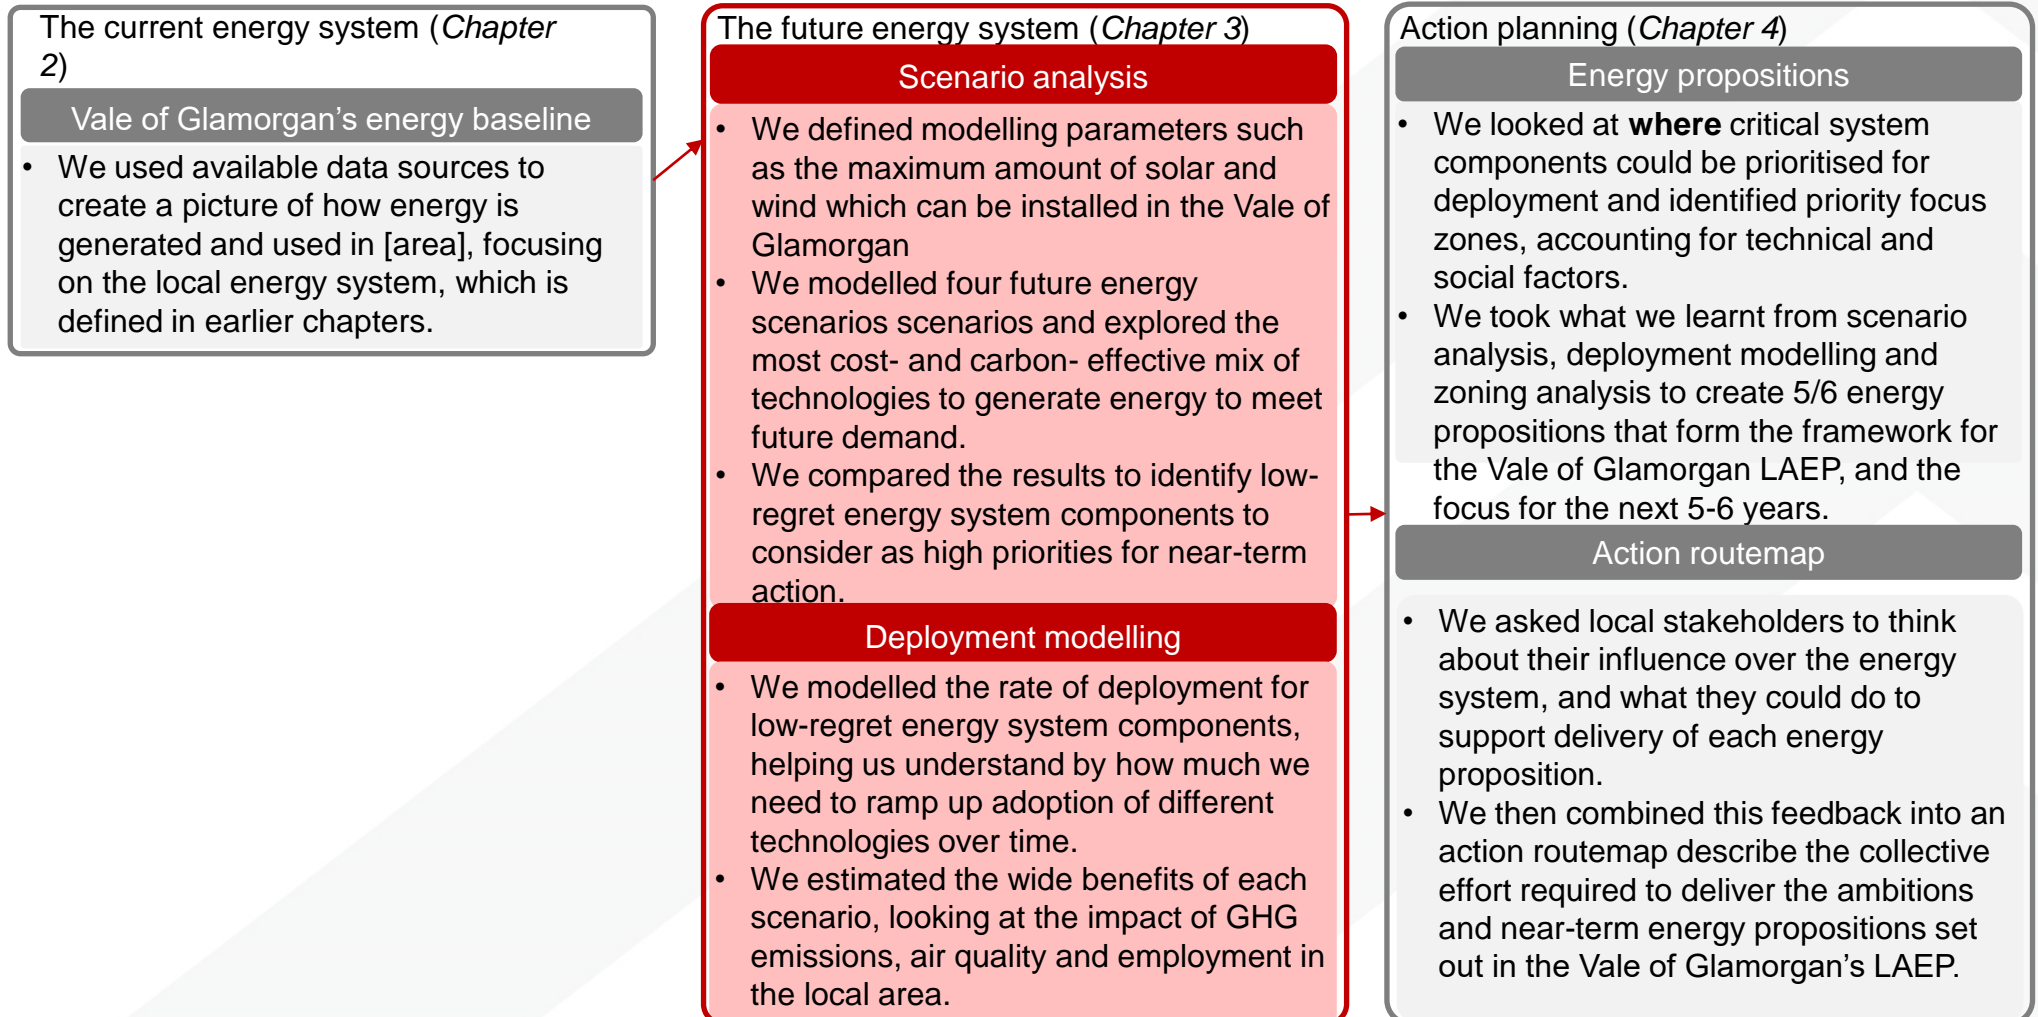 The current energy system (Chapter
2)
Vale of Glamorgan’s energy baseline
• We used available data sources to
create a picture of how energy is
generated and used in [area], focusing
on the local energy system, which is
defined in earlier chapters.
The future energy system (Chapter 3)
Scenario analysis
• We defined modelling parameters such
as the maximum amount of solar and
wind which can be installed in the Vale of
Glamorgan
• We modelled four future energy
scenarios scenarios and explored the
most cost- and carbon- effective mix of
technologies to generate energy to meet
future demand.
• We compared the results to identify low-
regret energy system components to
consider as high priorities for near-term
action.
Deployment modelling
• We modelled the rate of deployment for
low-regret energy system components,
helping us understand by how much we
need to ramp up adoption of different
technologies over time.
• We estimated the wide benefits of each
scenario, looking at the impact of GHG
emissions, air quality and employment in
the local area.
Action planning (Chapter 4)
Energy propositions
• We looked at where critical system
components could be prioritised for
deployment and identified priority focus
zones, accounting for technical and
social factors.
• We took what we learnt from scenario
analysis, deployment modelling and
zoning analysis to create 5/6 energy
propositions that form the framework for
the Vale of Glamorgan LAEP, and the
focus for the next 5-6 years.
Action routemap
• We asked local stakeholders to think
about their influence over the energy
system, and what they could do to
support delivery of each energy
proposition.
• We then combined this feedback into an
action routemap describe the collective
effort required to deliver the ambitions
and near-term energy propositions set
out in the Vale of Glamorgan’s LAEP.